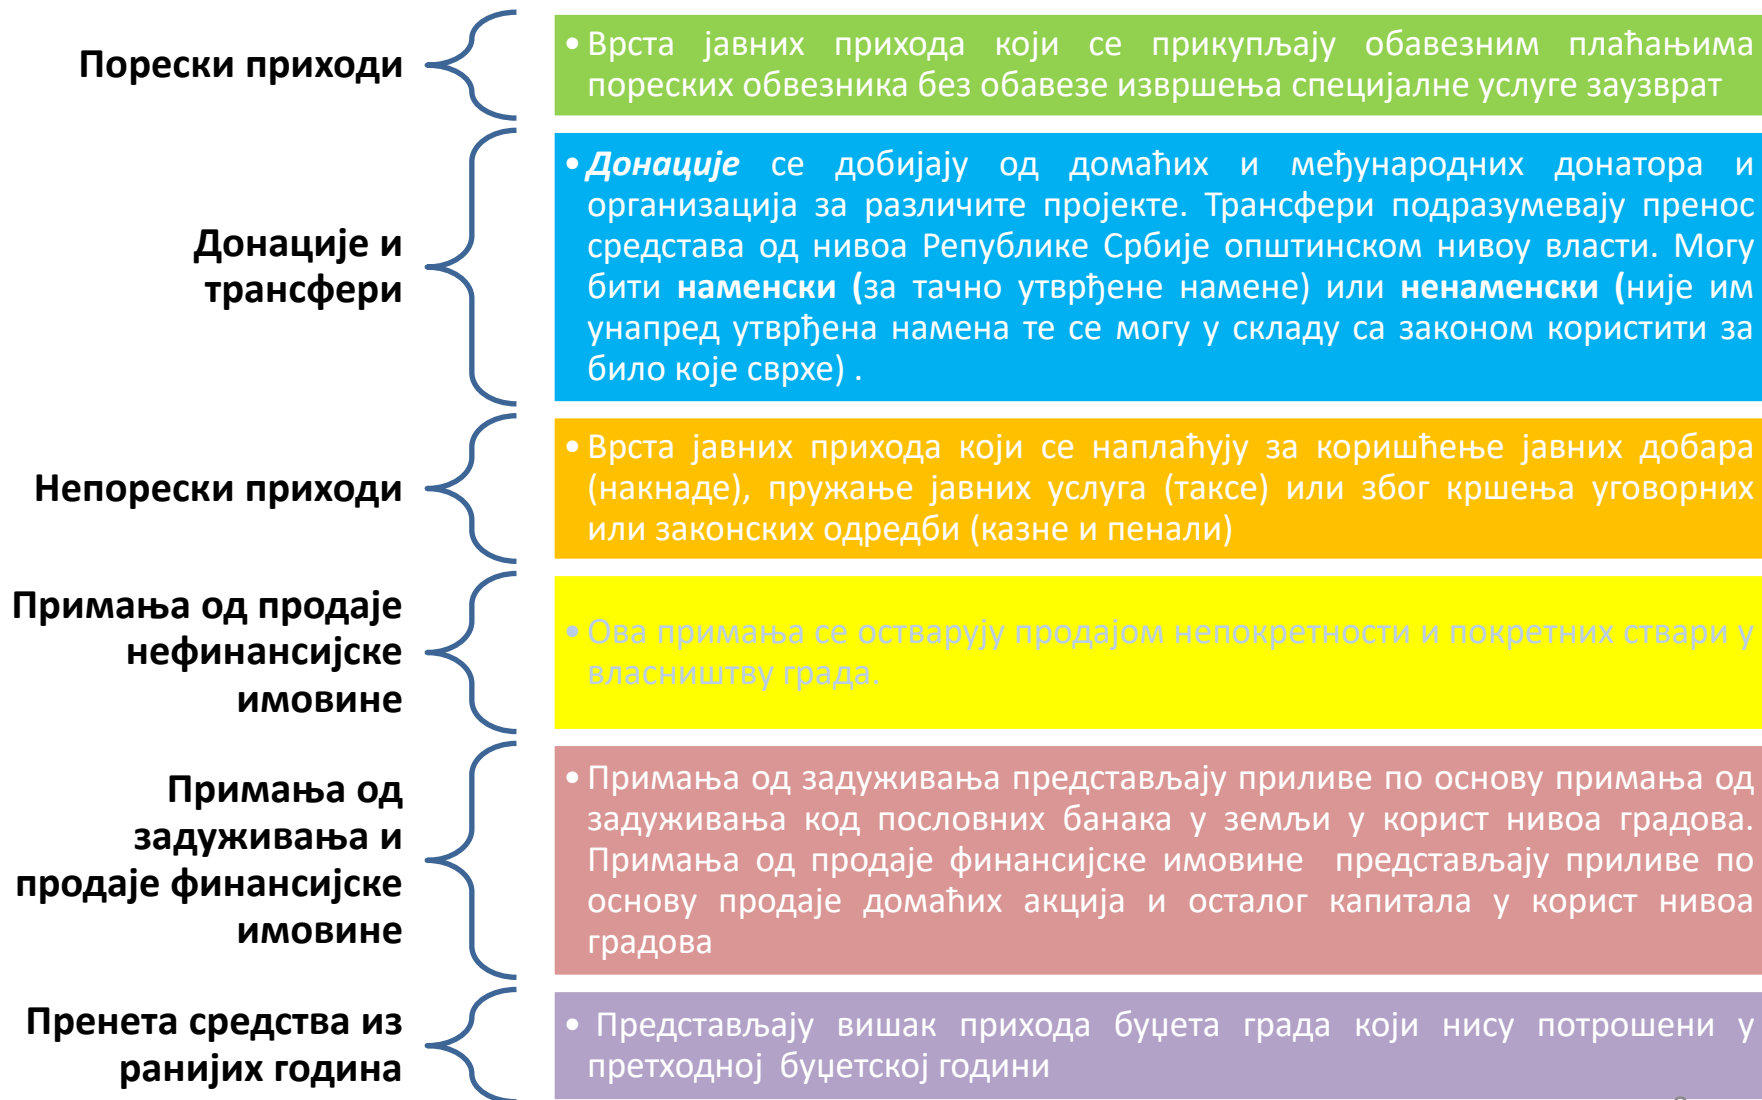 Порески приходи
• Врста јавних прихода који се прикупљају обавезним плаћањима
пореских обвезника без обавезе извршења специјалне услуге заузврат
Донације и
трансфери
• Донације се добијају од домаћих и међународних донатора и
организација за различите пројекте. Трансфери подразумевају пренос
средстава од нивоа Републике Србије општинском нивоу власти. Могу
бити наменски (за тачно утврђене намене) или ненаменски (није им
унапред утврђена намена те се могу у складу са законом користити за
било које сврхе) .
Непорески приходи
• Врста јавних прихода који се наплаћују за коришћење јавних добара
(накнаде), пружање јавних услуга (таксе) или због кршења уговорних
или законских одредби (казне и пенали)
Примања од продаје
нефинансијске
имовине
• Ова примања се остварују продајом непокретности и покретних ствари у
власништву града.
Примања од
задуживања и
продаје финансијске
имовине
• Примања од задуживања представљају приливе по основу примања од
задуживања код пословних банака у земљи у корист нивоа градова.
Примања од продаје финансијске имовине представљају приливе по
основу продаје домаћих акција и осталог капитала у корист нивоа
градова
Пренета средства из
ранијих година
• Представљају вишак прихода буџета града који нису потрошени у
претходној буџетској години